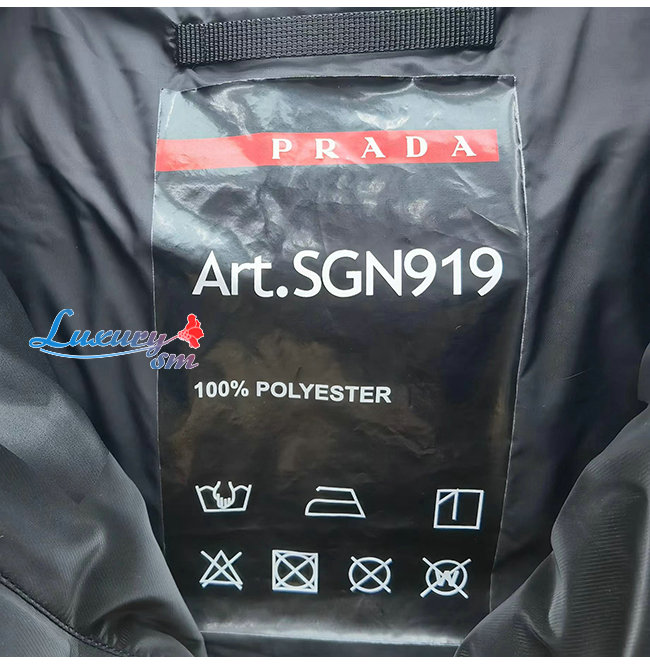 PRADA
Art.SGN919
Luxury
sm
100% POLYESTER
W